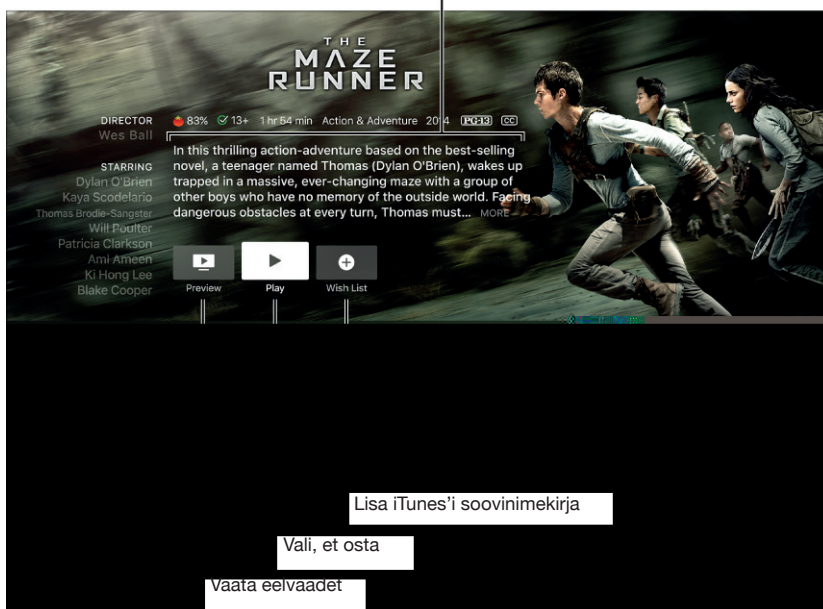 THE
MAZE
RUNNER
DIRECTOR
Wes Ball
83% 13+ 1 hr 54 min Action & Adventure 2014 PG-13 CC
STARRING
Dylan O'Brien
Kaya Scodelario
Thomas Brodie-Sangster
Will Poulter
Patricia Clarkson
Ami Ameen
Ki Hong Lee
Blake Cooper
In this thrilling action-adventure based on the best-selling
novel, a teenager named Thomas (Dylan O'Brien), wakes up
trapped in a massive, ever-changing maze with a group of
other boys who have no memory of the outside world. Facing
dangerous obstacles at every turn, Thomas must... MORE
Preview
Play
Wish List
Lisa iTunes’i soovinimekirja
Vali, et osta
Vaata eelvaadet